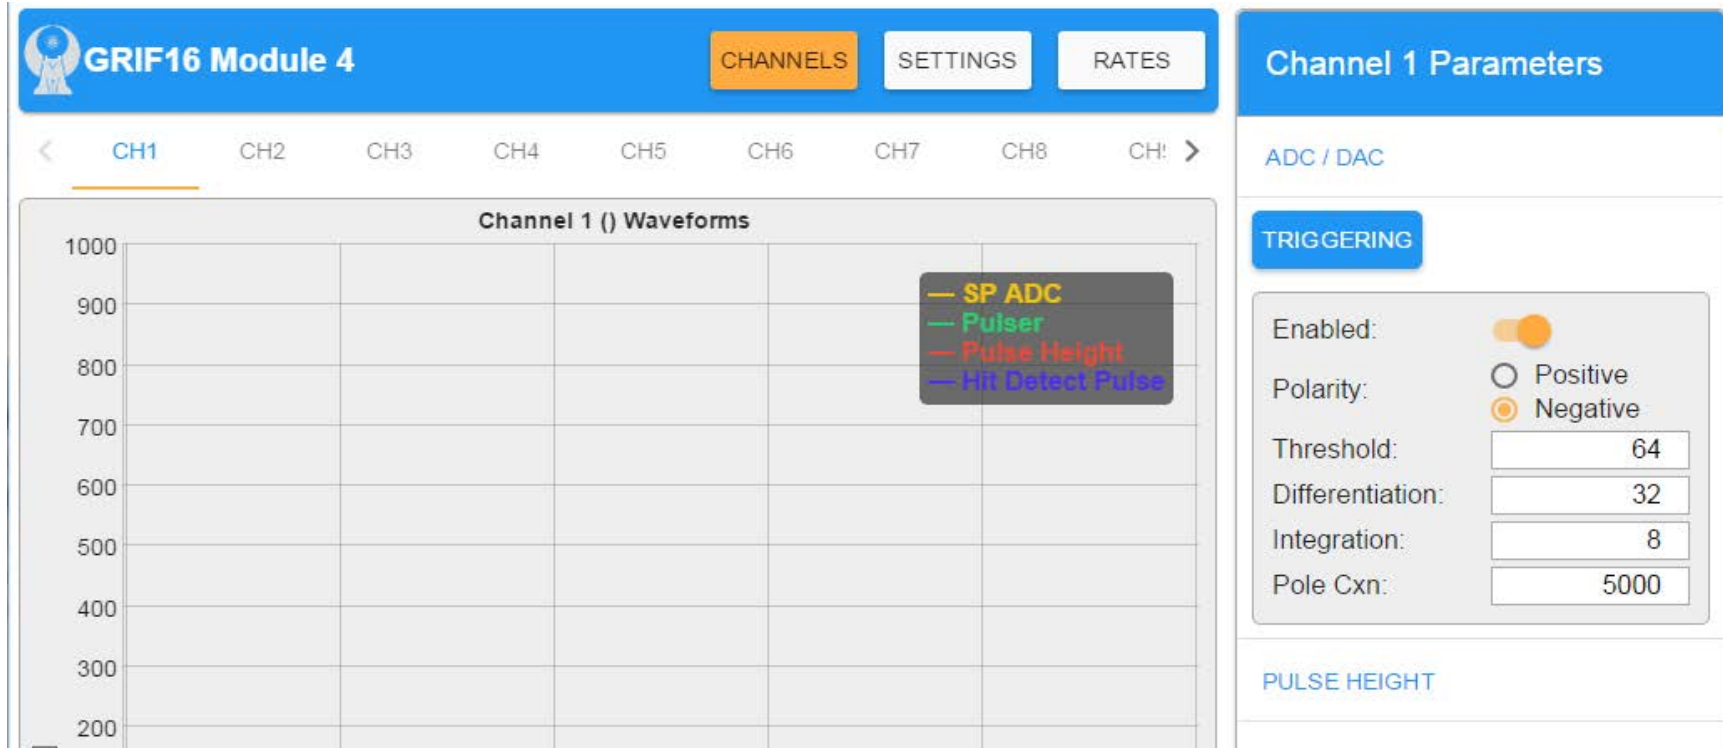 GRIF16 Module 4
CHANNELS
SETTINGS
RATES
CH1
CH2
CH3
CH4
CH5
CH6
CH7
CH8
Channel 1 () Waveforms
1000
900
800
700
600
500
400
300
200
SP ADC
Pulser
Pulse Height
Hit Detect Pulse
Channel 1 Parameters
ADC / DAC
TRIGGERING
Enabled:
Polarity:
Positive
Negative
Threshold: 64
Differentiation: 32
Integration: 8
Pole Cxn: 5000
PULSE HEIGHT